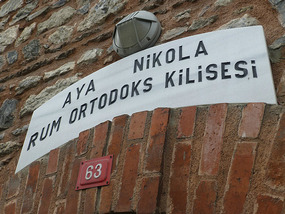 AYA NİKOLA
RUM ORTODOKS KİLİSESİ
63